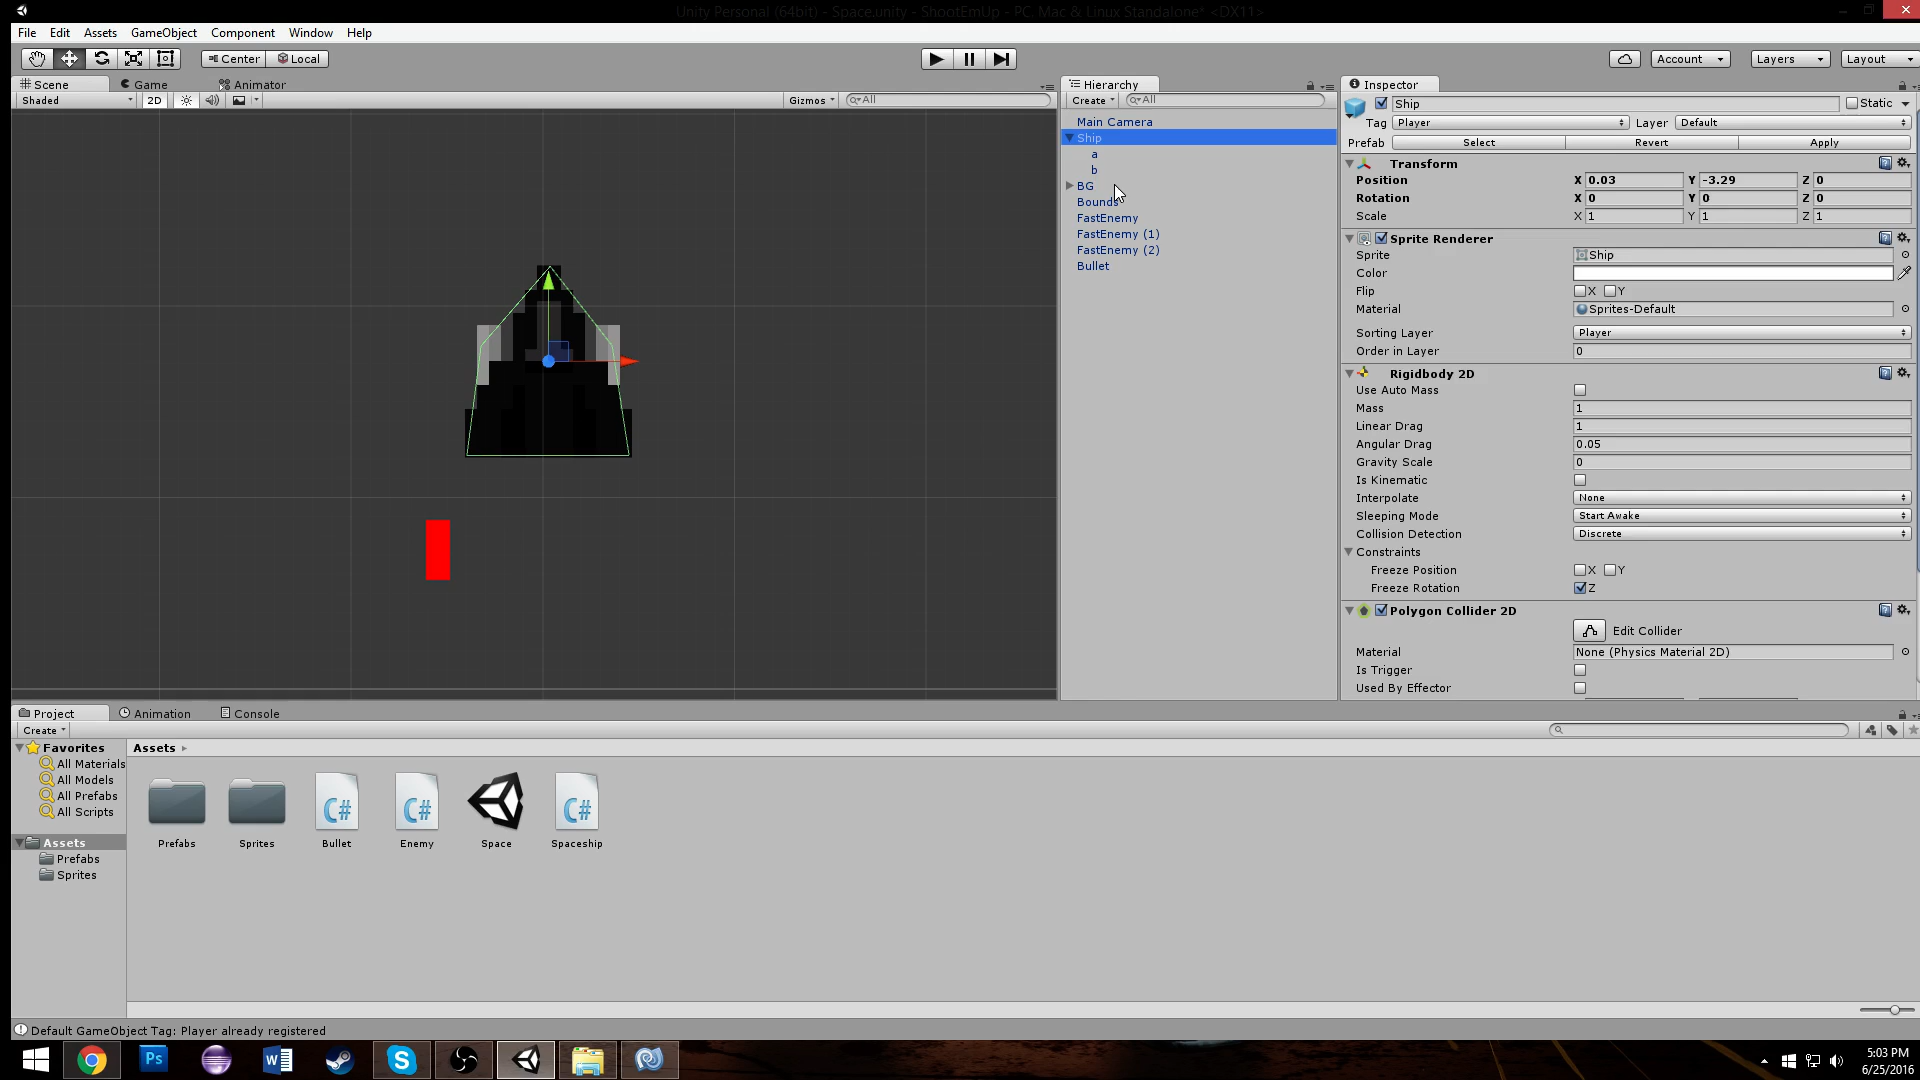 Unity Personal (64bit) - Space.unity - ShootEmUp - PC, Mac & Linux Standalone* <DX11>
File Edit Assets GameObject Component Window Help
Center Local Account Layers Layout
Scene Game Animator Hierarchy Inspector
Shaded 2D Gizmos All Create All
Ship Static
Tag Player Layer Default
Prefab Select Revert Apply
Main Camera
Ship
a
b
BG
Bounds
FastEnemy
FastEnemy (1)
FastEnemy (2)
Bullet
Transform
Position X 0.03 Y -3.29 Z 0
Rotation X 0 Y 0 Z 0
Scale X 1 Y 1 Z 1
Sprite Renderer
Sprite Ship
Color
Flip X Y
Material Sprites-Default
Sorting Layer Player
Order in Layer 0
Rigidbody 2D
Use Auto Mass
Mass 1
Linear Drag 1
Angular Drag 0.05
Gravity Scale 0
Is Kinematic
Interpolate None
Sleeping Mode Start Awake
Collision Detection Discrete
Constraints
Freeze Position X Y
Freeze Rotation Z
Polygon Collider 2D
Edit Collider
Material None (Physics Material 2D)
Is Trigger
Used By Effector
Project Animation Console
Create
Favorites
All Materials
All Models
All Prefabs
All Scripts
Assets
Prefabs
Sprites
Assets
C# C# C#
Prefabs Sprites Bullet Enemy Space Spaceship
Default GameObject Tag: Player already registered
Ps W S
5:03 PM
6/25/2016